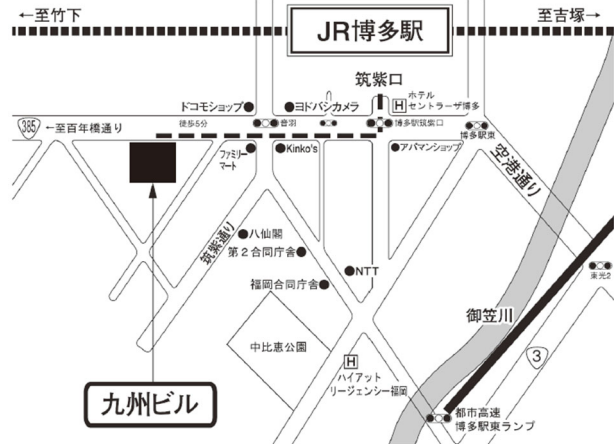 ←至竹下
至吉塚→
JR博多駅
筑紫口
ホテル
H セントラーザ博多
ドコモショップ
ヨドバシカメラ
385
←至百年橋通り
徒歩5分
音羽
博多駅筑紫口
博多駅東
ファミリー
マート
Kinko's
アパマンショップ
空港通り
筑紫通り
八仙閣
第2合同庁舎
NTT
福岡合同庁舎
東光2
御笠川
中比恵公園
3
H
ハイアット
リージェンシー福岡
九州ビル
都市高速
博多駅東ランプ